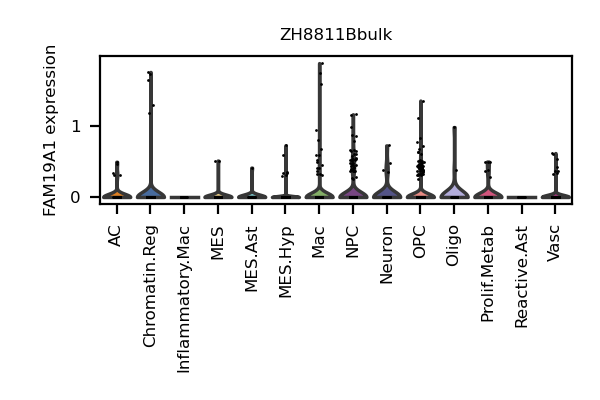 ZH8811Bbulk
FAM19A1 expression
1
0
AC
Chromatin.Reg
Inflammatory.Mac
MES
MES.Ast
MES.Hyp
Mac
NPC
Neuron
OPC
Oligo
Prolif.Metab
Reactive.Ast
Vasc